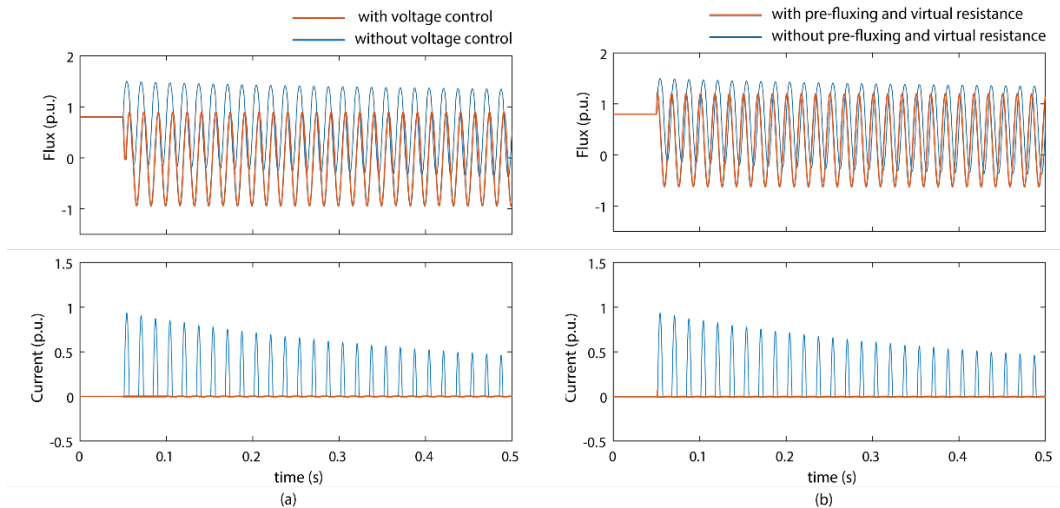 with voltage control
without voltage control
2
1
0
-1
Flux (p.u.)
1.5
1
0.5
0
-0.5
Current (p.u.)
0
0.1
0.2
0.3
0.4
0.5
time (s)
(a)
with pre-fluxing and virtual resistance
without pre-fluxing and virtual resistance
2
1
0
-1
Flux (p.u.)
1.5
1
0.5
0
-0.5
Current (p.u.)
0
0.1
0.2
0.3
0.4
0.5
time (s)
(b)